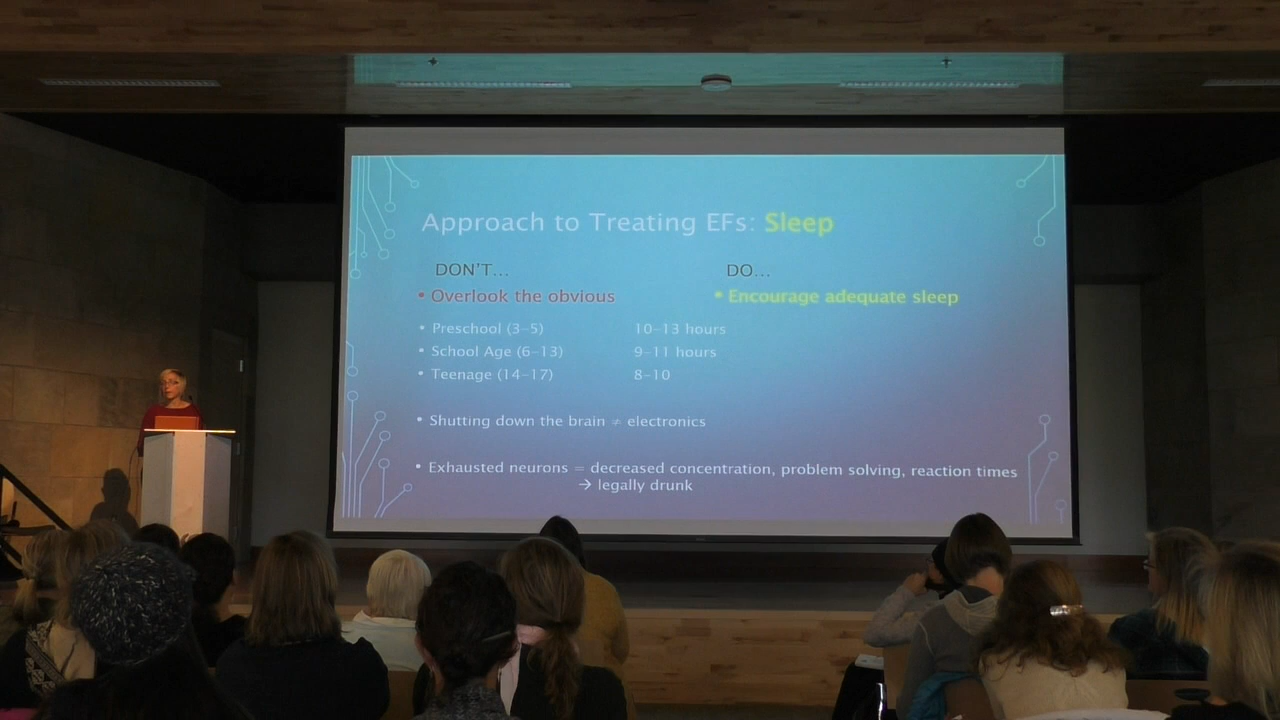 Approach to Treating EFs: Sleep
DON'T...
DO...
• Overlook the obvious
• Encourage adequate sleep
• Preschool (3–5) 10–13 hours
• School Age (6–13) 9–11 hours
• Teenage (14–17) 8–10
• Shutting down the brain ≠ electronics
• Exhausted neurons = decreased concentration, problem solving, reaction times
→ legally drunk